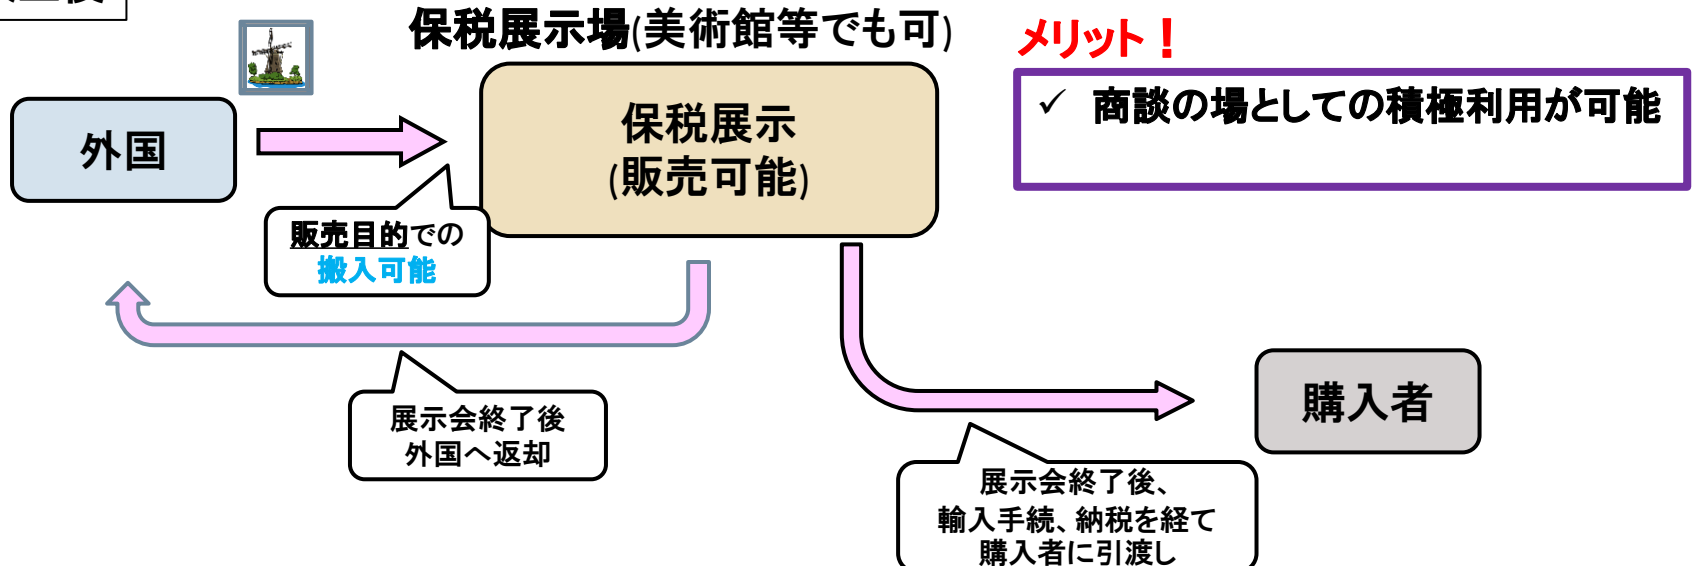 保税展示場(美術館等でも可)
メリット！
✓ 商談の場としての積極利用が可能
外国
保税展示
(販売可能)
販売目的での
搬入可能
展示会終了後
外国へ返却
購入者
展示会終了後、
輸入手続、納税を経て
購入者に引渡し